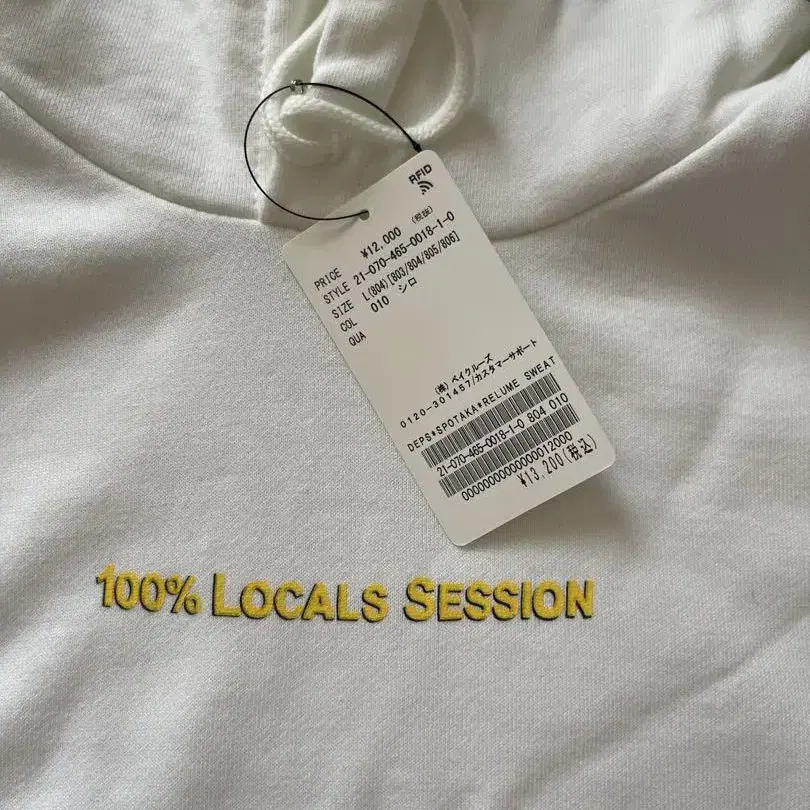 RFID
PRICE ¥12,000 (税抜)
STYLE 21-070-465-0018-1-0
SIZE L(804)[803/804/805/806]
COL 010 シロ
QUA
(株)ベイクルーズ
0120-301457/カスタマーサポート
DEPS*SPOTAKA*RELUME SWEAT
21-070-465-0018-1-0 804 010
0000000000000012000
¥13,200(税込)
100% LOCALS SESSION